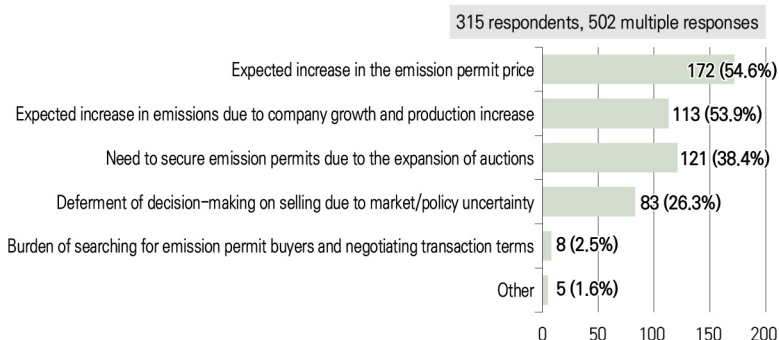 315 respondents, 502 multiple responses
Expected increase in the emission permit price 172 (54.6%)
Expected increase in emissions due to company growth and production increase 113 (53.9%)
Need to secure emission permits due to the expansion of auctions 121 (38.4%)
Deferment of decision-making on selling due to market/policy uncertainty 83 (26.3%)
Burden of searching for emission permit buyers and negotiating transaction terms 8 (2.5%)
Other 5 (1.6%)
0 50 100 150 200